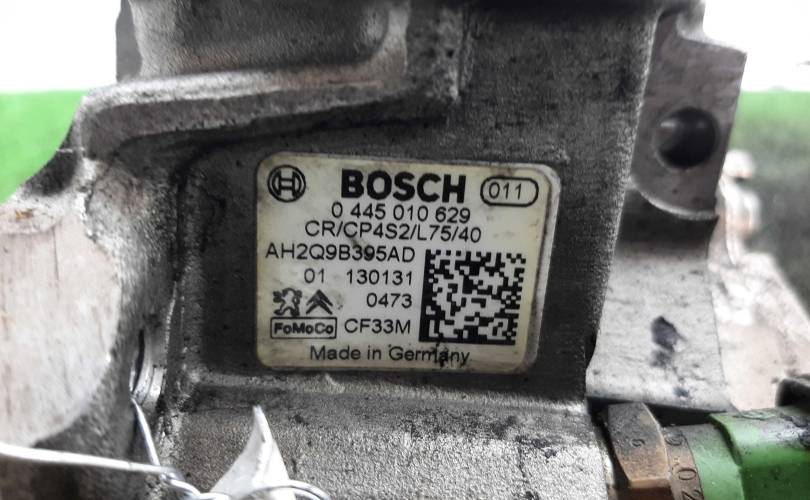 BOSCH 011
0 445 010 629
CR/CP4S2/L75/40
AH2Q9B395AD
01 130131
0473
FoMoCo CF33M
Made in Germany